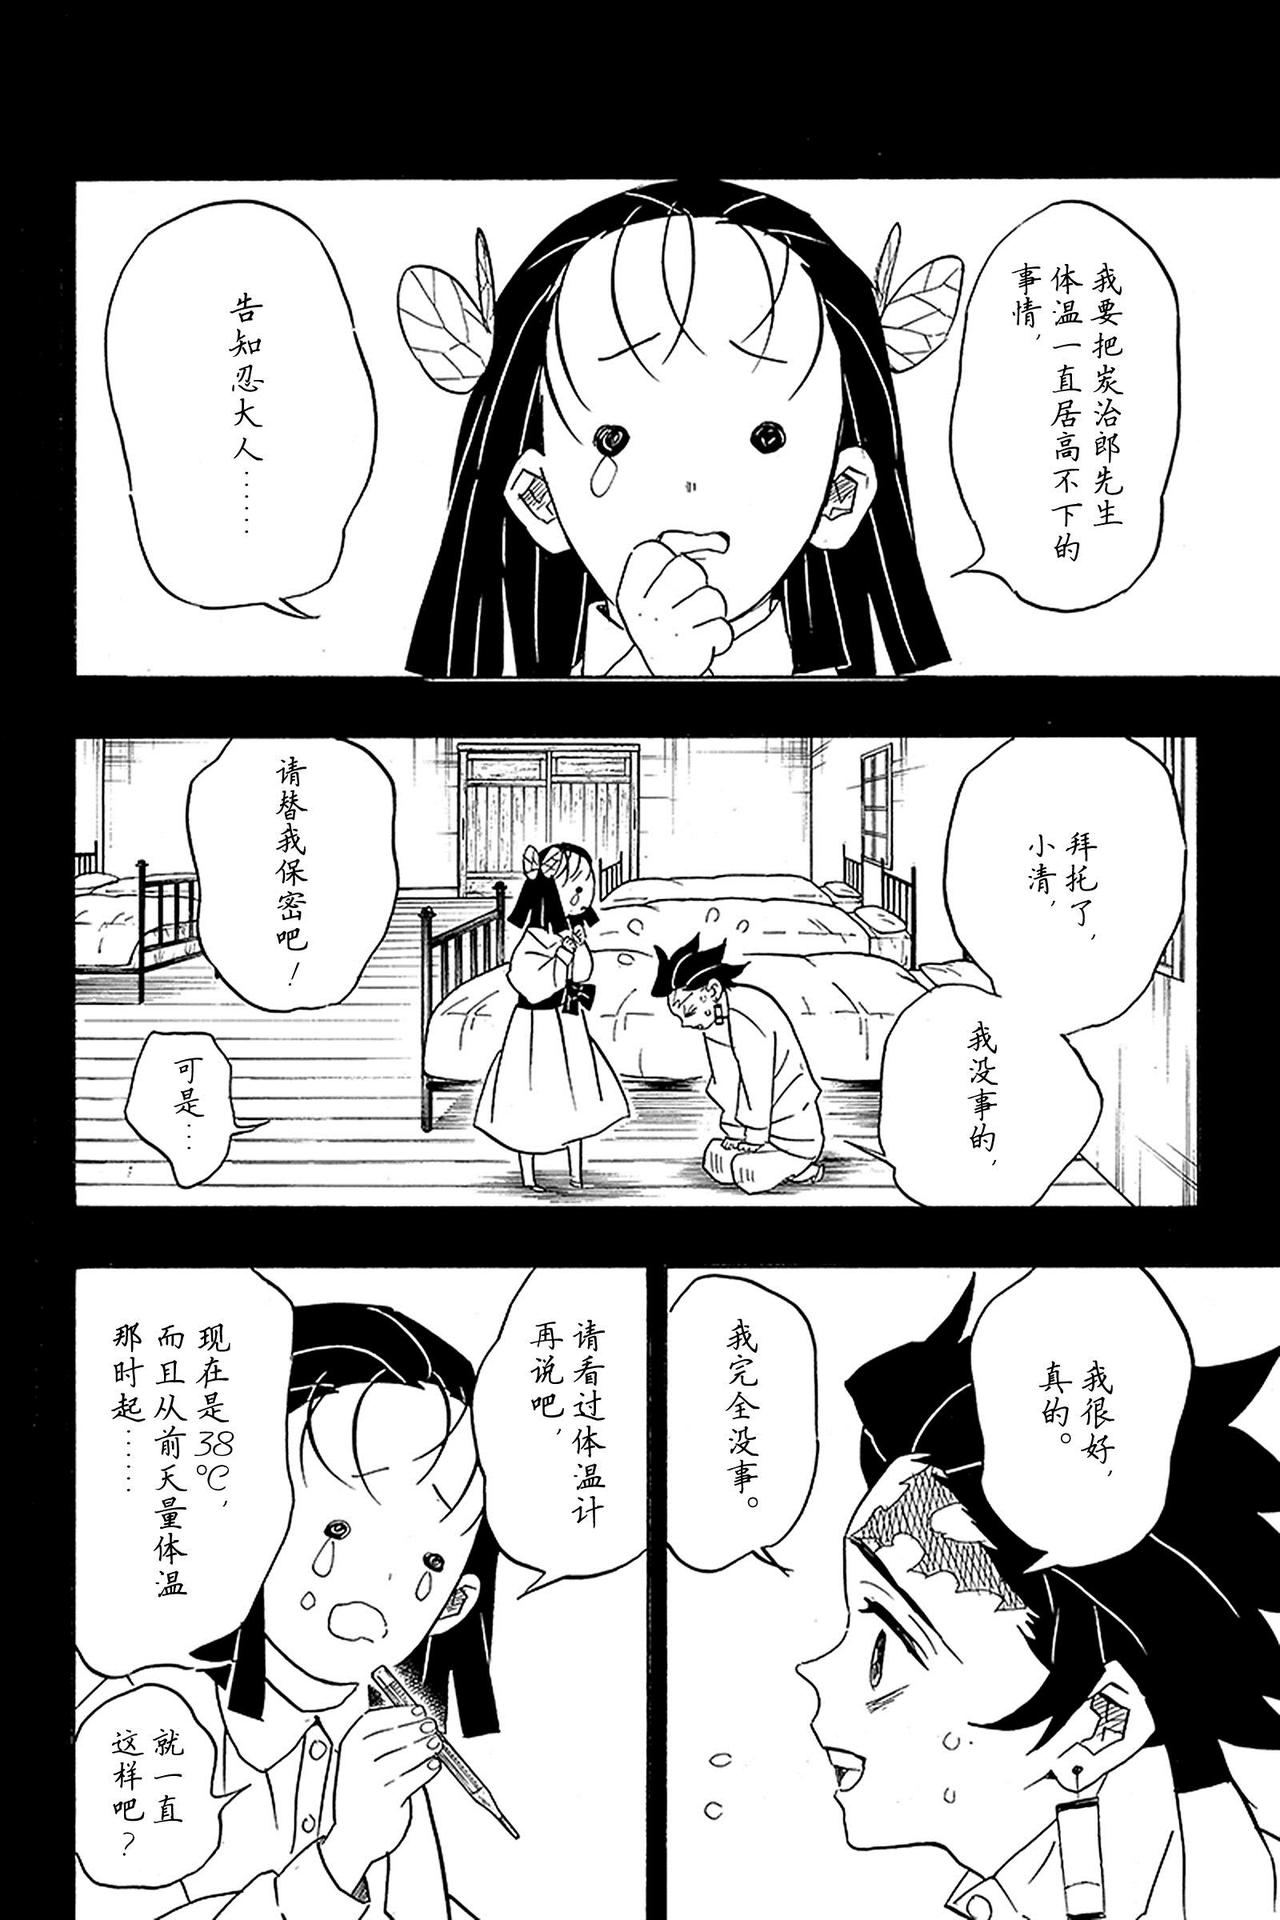 我要把炭治郎先生
体温一直居高不下的
事情，
告知忍大人……
拜托了，
小清，
我没事的，
请替我保密吧！
可是……
我很好，
真的。
我完全没事。
请看过体温计
再说吧，
现在是38℃，
而且从前天量体温
那时起……
就一直
这样吧？